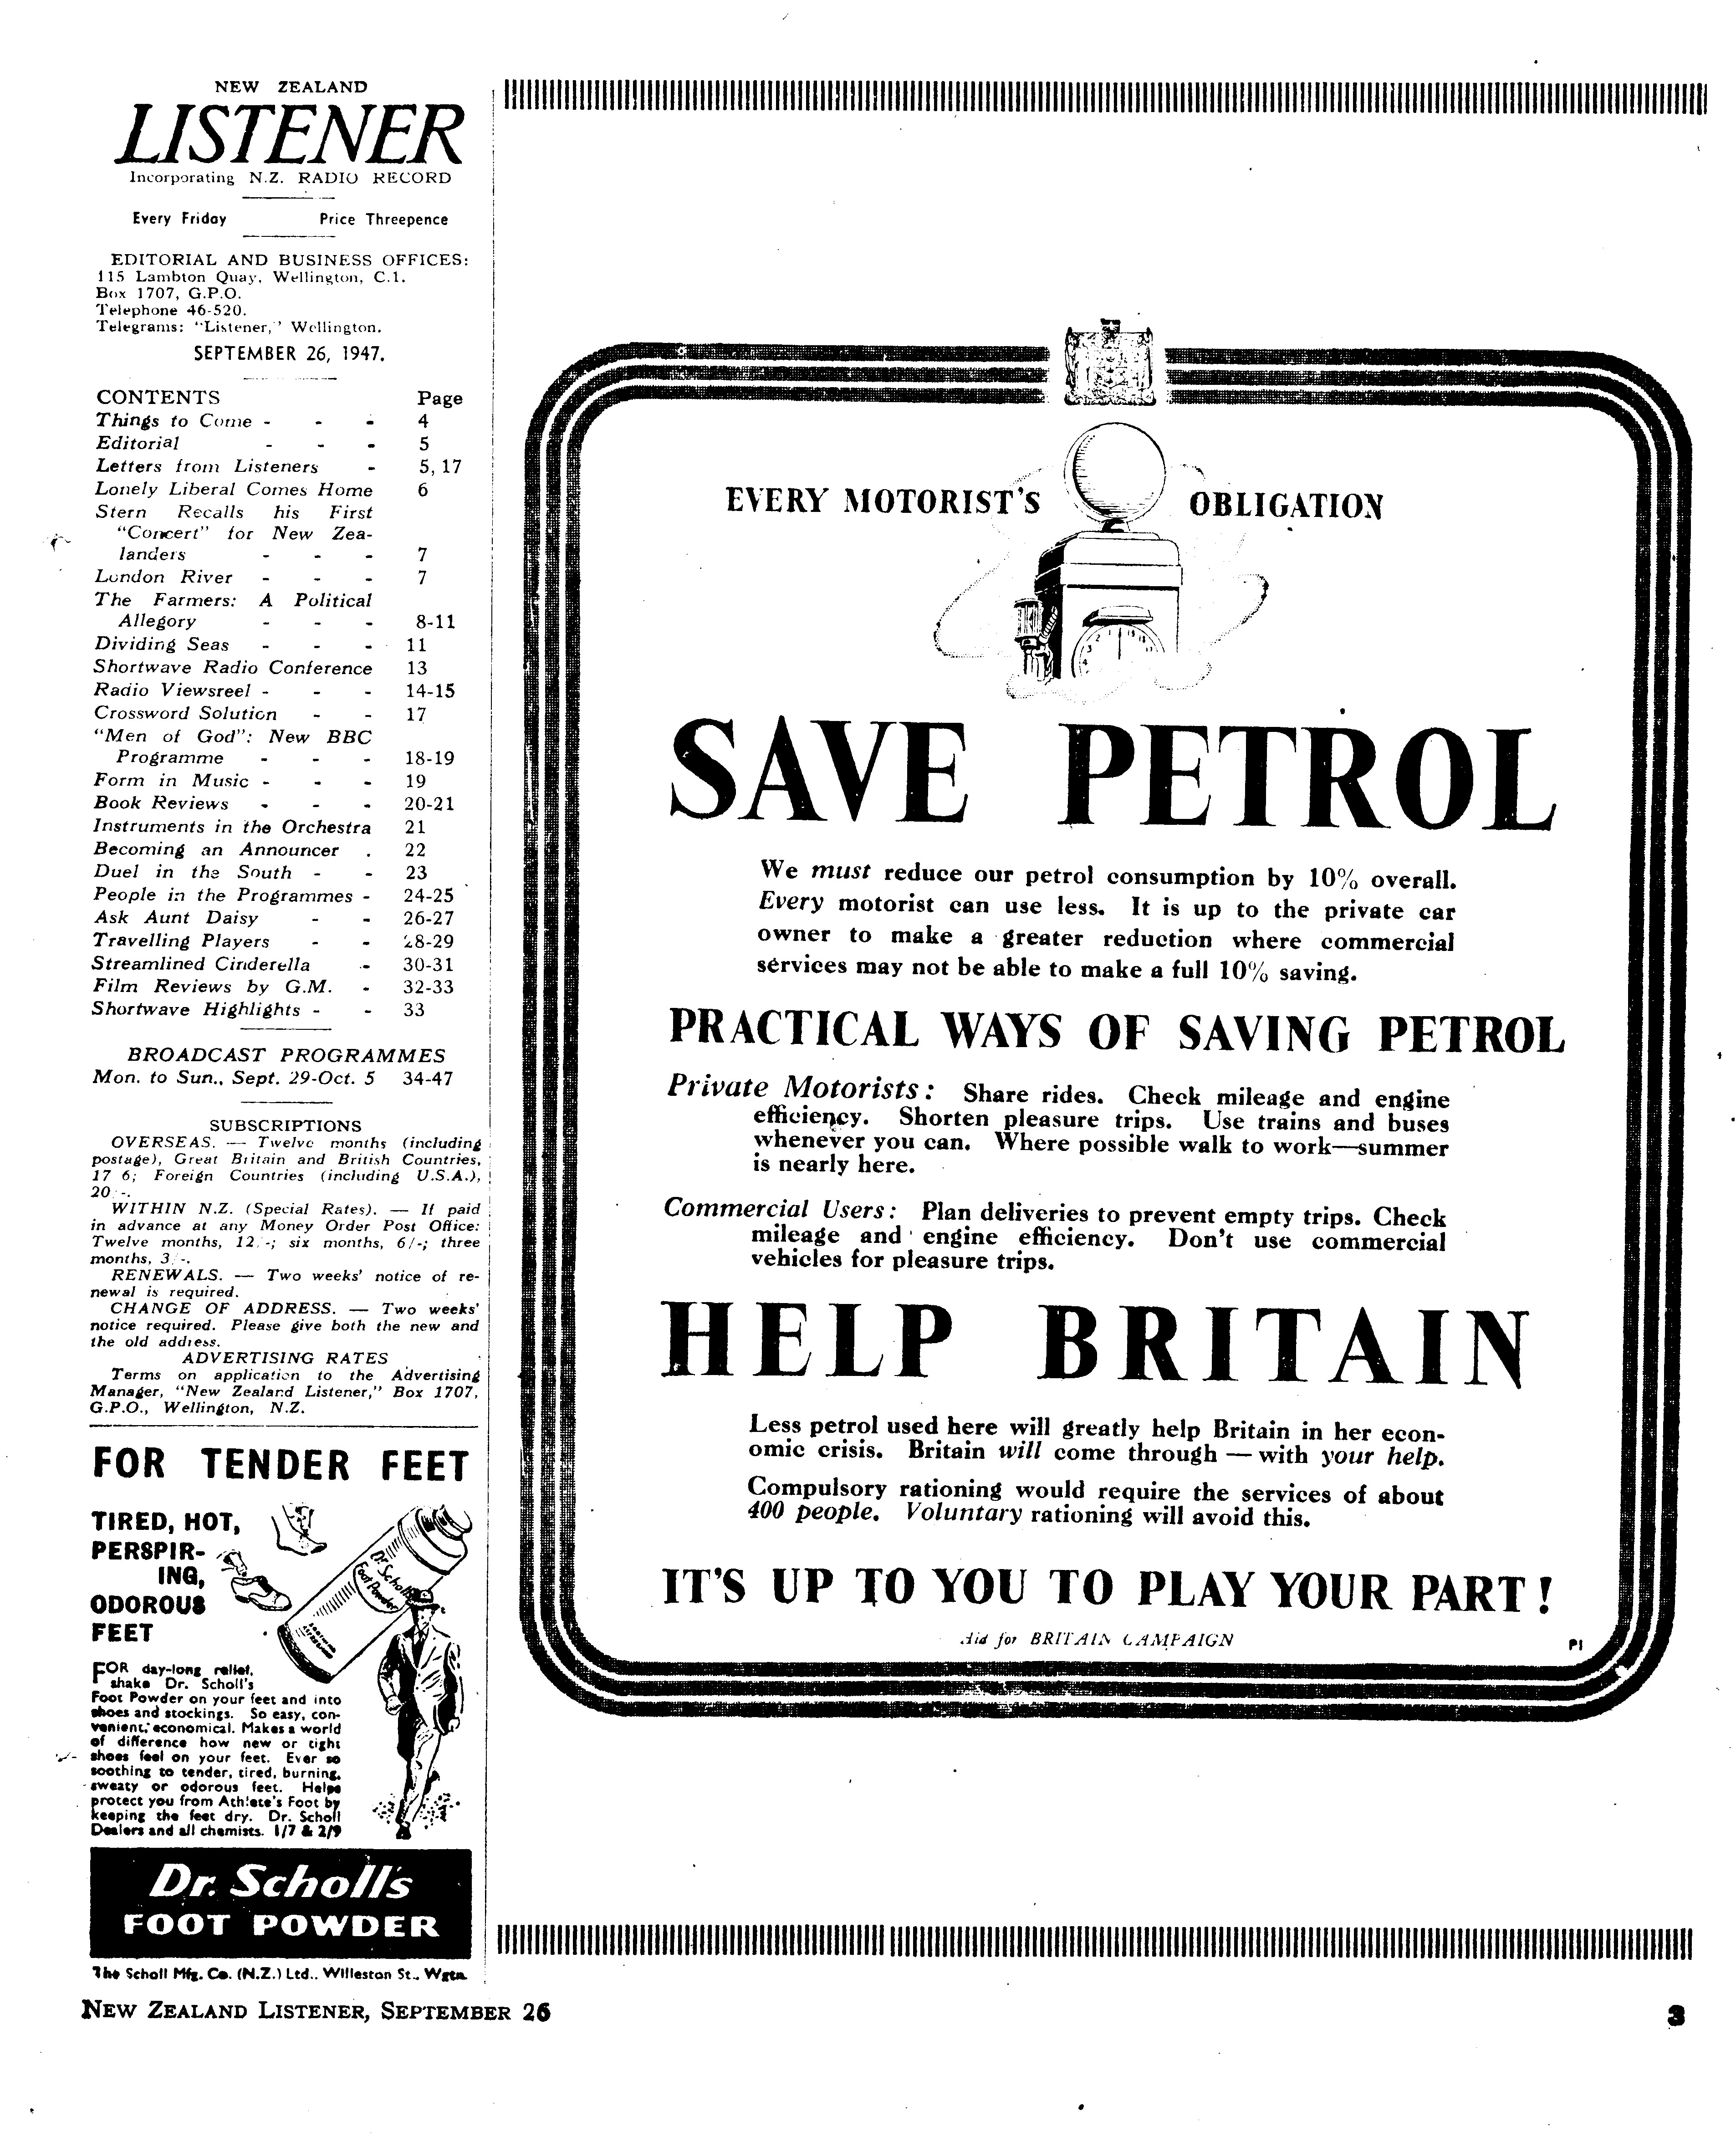 NEW ZEALAND
LISTENER
Incorporating N.Z. RADIO RECORD
Every Friday Price Threepence
EDITORIAL AND BUSINESS OFFICES:
115 Lambton Quay, Wellington, C.1.
Box 1707, G.P.O.
Telephone 46-520.
Telegrams: "Listener," Wellington.
SEPTEMBER 26, 1947.
CONTENTS Page
Things to Come - - - 4
Editorial - - - 5
Letters from Listeners - 5, 17
Lonely Liberal Comes Home 6
Stern Recalls his First
"Concert" for New Zea-
landers - - - 7
London River - - - 7
The Farmers: A Political
Allegory - - - 8-11
Dividing Seas - - - 11
Shortwave Radio Conference 13
Radio Viewsreel - - - 14-15
Crossword Solution - - 17
"Men of God": New BBC
Programme - - - 18-19
Form in Music - - - 19
Book Reviews - - - 20-21
Instruments in the Orchestra 21
Becoming an Announcer . 22
Duel in the South - - 23
People in the Programmes - 24-25
Ask Aunt Daisy - - 26-27
Travelling Players - - 28-29
Streamlined Cinderella - 30-31
Film Reviews by G.M. - 32-33
Shortwave Highlights - - 33
BROADCAST PROGRAMMES
Mon. to Sun., Sept. 29-Oct. 5 34-47
SUBSCRIPTIONS
OVERSEAS. — Twelve months (including
postage), Great Britain and British Countries,
17 6; Foreign Countries (including U.S.A.),
20/-.
WITHIN N.Z. (Special Rates). — If paid
in advance at any Money Order Post Office:
Twelve months, 12/-; six months, 6/-; three
months, 3/-.
RENEWALS. — Two weeks' notice of re-
newal is required.
CHANGE OF ADDRESS. — Two weeks'
notice required. Please give both the new and
the old address.
ADVERTISING RATES
Terms on application to the Advertising
Manager, "New Zealand Listener," Box 1707,
G.P.O., Wellington, N.Z.
FOR TENDER FEET
TIRED, HOT,
PERSPIR-
ING,
ODOROUS
FEET
Dr. Scholl's
Foot Powder
FOR day-long relief,
shake Dr. Scholl's
Foot Powder on your feet and into
shoes and stockings. So easy, con-
venient, economical. Makes a world
of difference how new or tight
shoes feel on your feet. Ever so
soothing to tender, tired, burning,
sweaty or odorous feet. Helps
protect you from Athlete's Foot by
keeping the feet dry. Dr. Scholl
Dealers and all chemists. 1/7 & 2/9
Dr. Scholl's
FOOT POWDER
The Scholl Mfg. Co. (N.Z.) Ltd., Willeston St., Wgtn.
EVERY MOTORIST'S OBLIGATION
SAVE PETROL
We must reduce our petrol consumption by 10% overall.
Every motorist can use less. It is up to the private car
owner to make a greater reduction where commercial
services may not be able to make a full 10% saving.
PRACTICAL WAYS OF SAVING PETROL
Private Motorists: Share rides. Check mileage and engine
efficiency. Shorten pleasure trips. Use trains and buses
whenever you can. Where possible walk to work—summer
is nearly here.
Commercial Users: Plan deliveries to prevent empty trips. Check
mileage and engine efficiency. Don't use commercial
vehicles for pleasure trips.
HELP BRITAIN
Less petrol used here will greatly help Britain in her econ-
omic crisis. Britain will come through — with your help.
Compulsory rationing would require the services of about
400 people. Voluntary rationing will avoid this.
IT'S UP TO YOU TO PLAY YOUR PART!
Aid for BRITAIN CAMPAIGN
P1
NEW ZEALAND LISTENER, SEPTEMBER 26
3